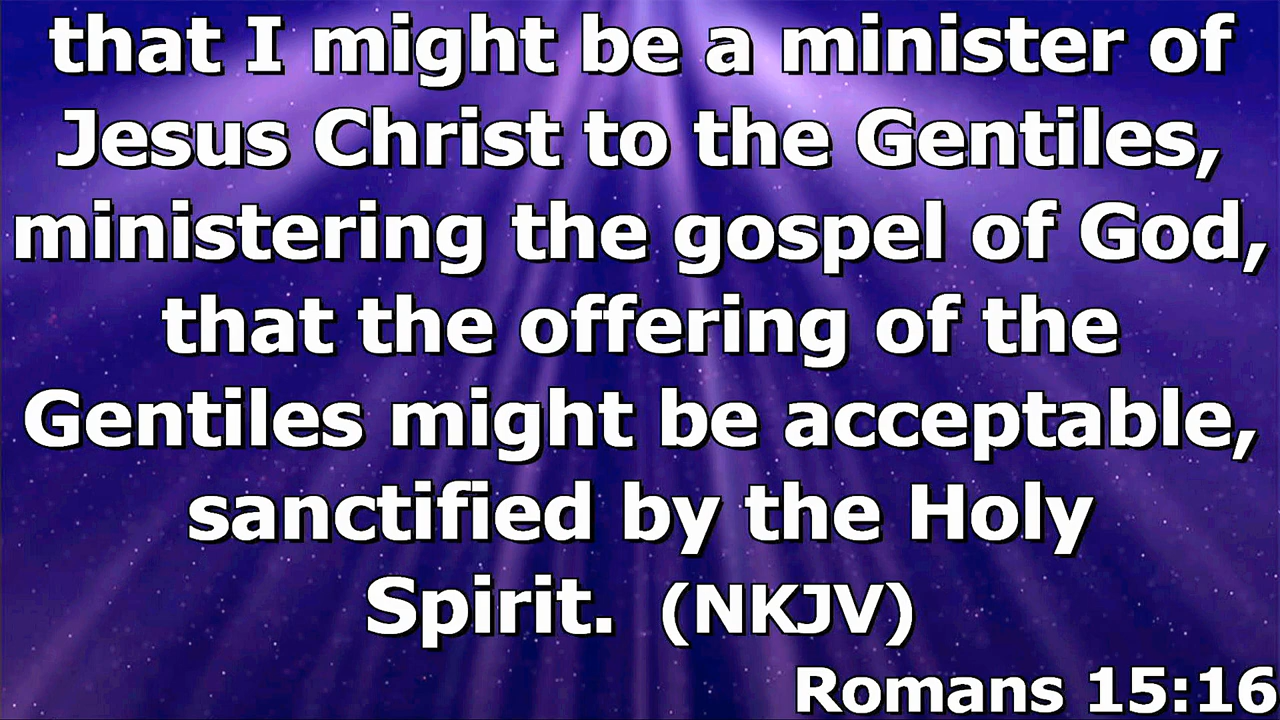 that I might be a minister of
Jesus Christ to the Gentiles,
ministering the gospel of God,
that the offering of the
Gentiles might be acceptable,
sanctified by the Holy
Spirit. (NKJV)
Romans 15:16